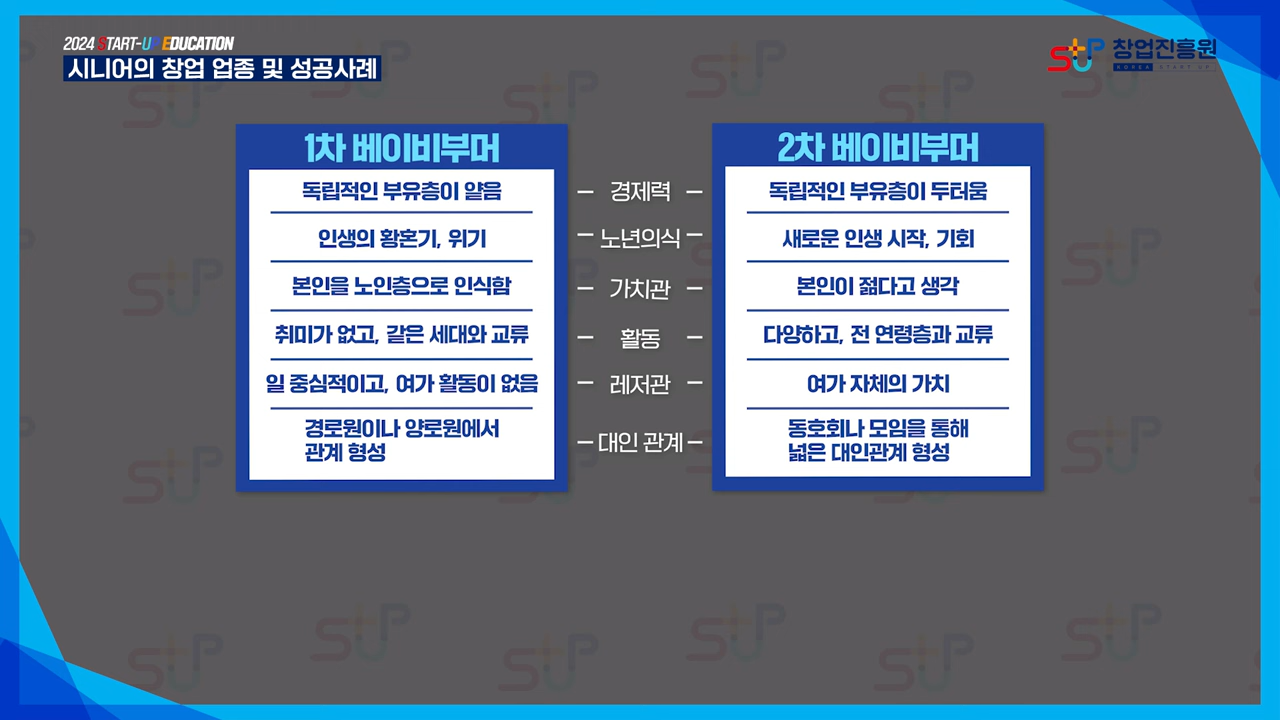 2024 START-UP EDUCATION
시니어의 창업 업종 및 성공사례
STUP 창업진흥원
KOREA START UP
1차 베이비부머
2차 베이비부머
독립적인 부유층이 얕음
경제력
독립적인 부유층이 두터움
인생의 황혼기, 위기
노년의식
새로운 인생 시작, 기회
본인을 노인층으로 인식함
가치관
본인이 젊다고 생각
취미가 없고, 같은 세대와 교류
활동
다양하고, 전 연령층과 교류
일 중심적이고, 여가 활동이 없음
레저관
여가 자체의 가치
경로원이나 양로원에서
관계 형성
대인 관계
동호회나 모임을 통해
넓은 대인관계 형성